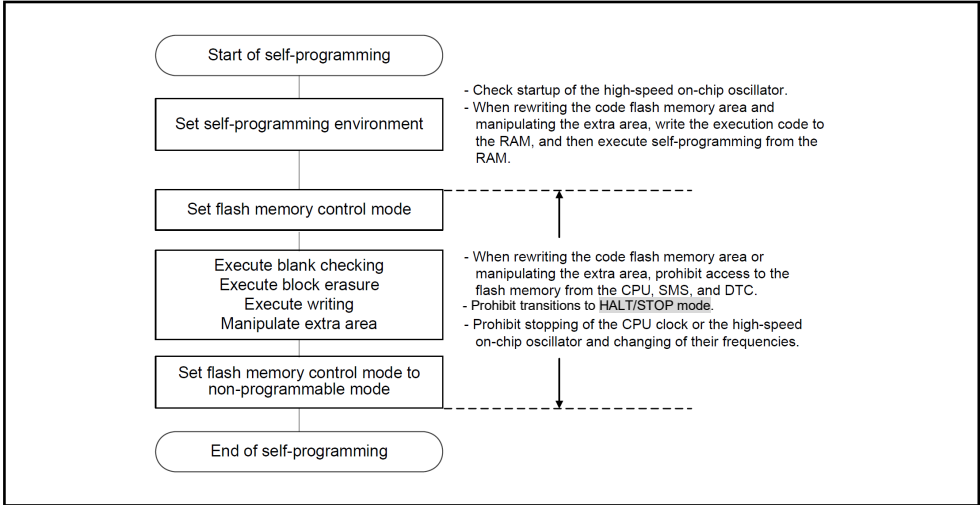 Start of self-programming
Set self-programming environment
- Check startup of the high-speed on-chip oscillator.
- When rewriting the code flash memory area and
manipulating the extra area, write the execution code to
the RAM, and then execute self-programming from the
RAM.
Set flash memory control mode
Execute blank checking
Execute block erasure
Execute writing
Manipulate extra area
- When rewriting the code flash memory area or
manipulating the extra area, prohibit access to the
flash memory from the CPU, SMS, and DTC.
- Prohibit transitions to HALT/STOP mode.
- Prohibit stopping of the CPU clock or the high-speed
on-chip oscillator and changing of their frequencies.
Set flash memory control mode to
non-programmable mode
End of self-programming